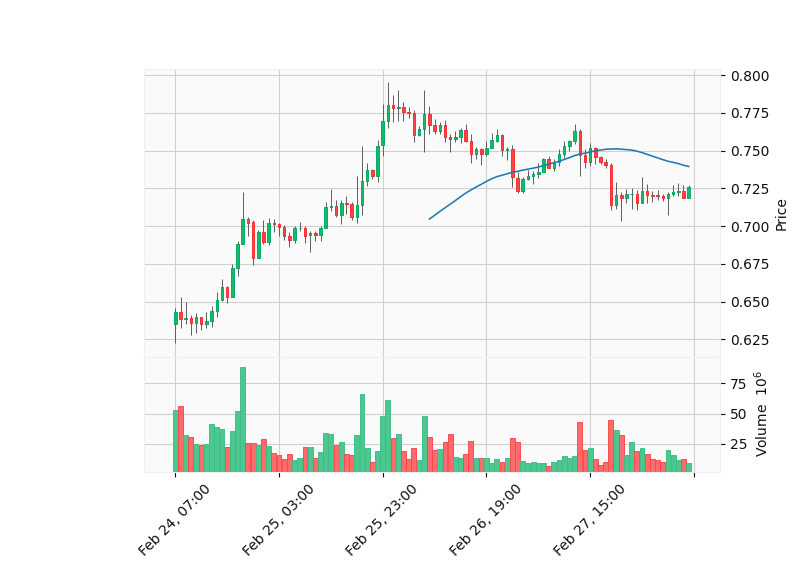 0.800
0.775
0.750
0.725
0.700
0.675
0.650
0.625
Price
75
50
25
Volume 10^6
Feb 24, 07:00
Feb 25, 03:00
Feb 25, 23:00
Feb 26, 19:00
Feb 27, 15:00